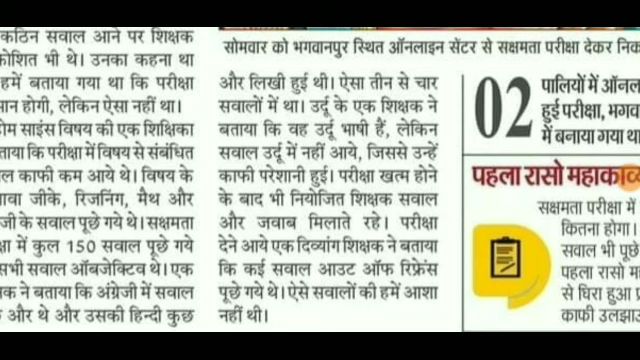 कठिन सवाल आने पर शिक्षक
क्रोशित भी थे। उनका कहना था
हमें बताया गया था कि परीक्षा
सान होगी, लेकिन ऐसा नहीं था।
होम साइंस विषय की एक शिक्षिका
ताया कि परीक्षा में विषय से संबंधित
ल काफी कम आये थे। विषय के
लावा जीके, रिजनिंग, मैथ और
जी के सवाल पूछे गये थे। सक्षमता
क्षा में कुल 150 सवाल पूछे गये
सभी सवाल ऑबजेक्टिव थे। एक
क ने बताया कि अंग्रेजी में सवाल
और थे और उसकी हिन्दी कुछ
सोमवार को भगवानपुर स्थित ऑनलाइन सेंटर से सक्षमता परीक्षा देकर निक
और लिखी हुई थी। ऐसा तीन से चार
सवालों में था। उर्दू के एक शिक्षक ने
बताया कि वह उर्दू भाषी हैं, लेकिन
सवाल उर्दू में नहीं आये, जिससे उन्हें
काफी परेशानी हुई। परीक्षा खत्म होने
के बाद भी नियोजित शिक्षक सवाल
और जवाब मिलाते रहे। परीक्षा
देने आये एक दिव्यांग शिक्षक ने बताया
कि कई सवाल आउट ऑफ रिफ्रेंस
पूछे गये थे। ऐसे सवालों की हमें आशा
नहीं थी।
02
पालियों में ऑनल
हुई परीक्षा, भगव
में बनाया गया था
पहला रासो महाकाव्य
सक्षमता परीक्षा में
कितना होगा।
सवाल भी पूछ
पहला रासो म
से घिरा हुआ प्र
काफी उलझाउ